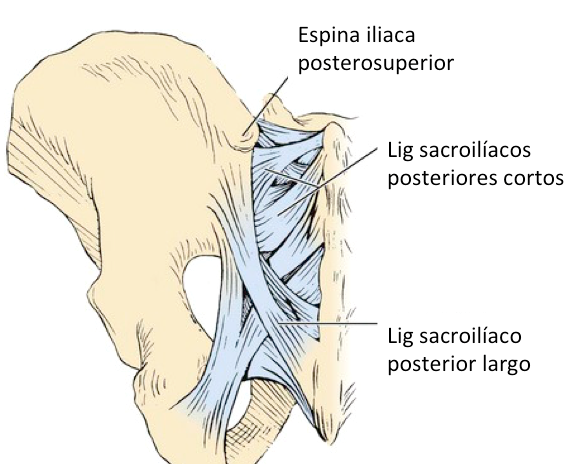 Espina iliaca
posterosuperior
Lig sacroilíacos
posteriores cortos
Lig sacroilíaco
posterior largo